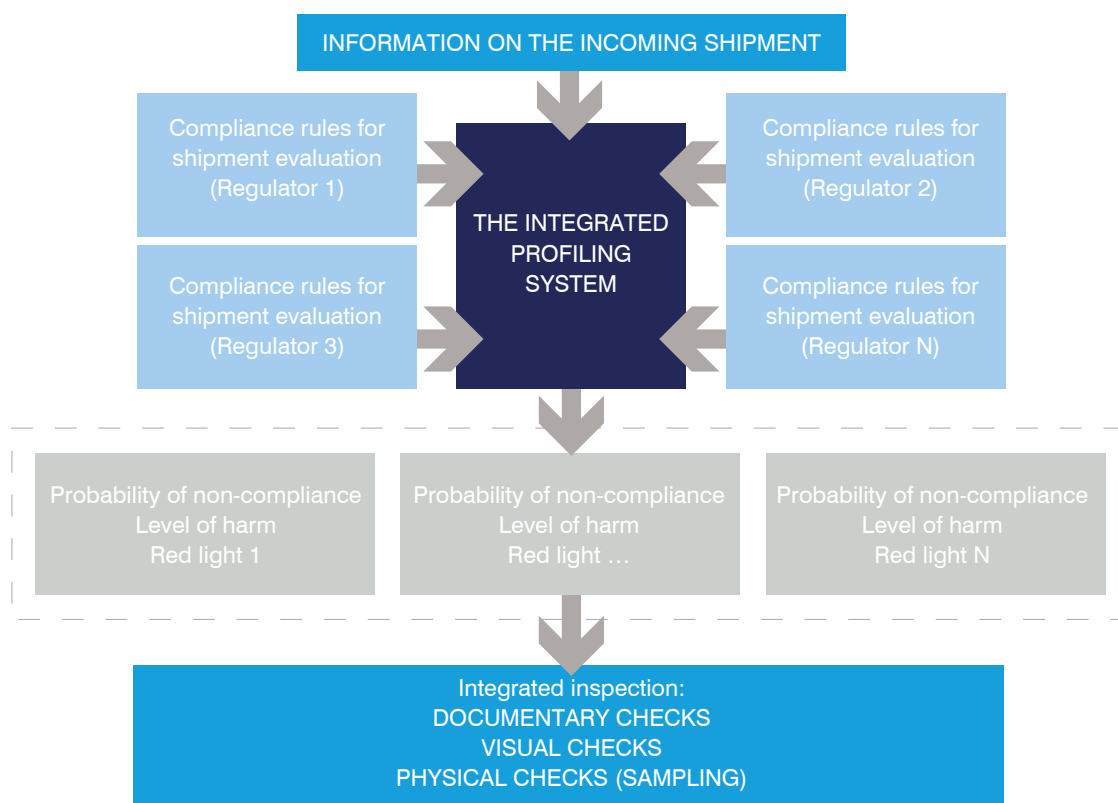 INFORMATION ON THE INCOMING SHIPMENT
Compliance rules for
shipment evaluation
(Regulator 1)
Compliance rules for
shipment evaluation
(Regulator 2)
THE INTEGRATED
PROFILING
SYSTEM
Compliance rules for
shipment evaluation
(Regulator 3)
Compliance rules for
shipment evaluation
(Regulator N)
Probability of non-compliance
Level of harm
Red light 1
Probability of non-compliance
Level of harm
Red light …
Probability of non-compliance
Level of harm
Red light N
Integrated inspection:
DOCUMENTARY CHECKS
VISUAL CHECKS
PHYSICAL CHECKS (SAMPLING)